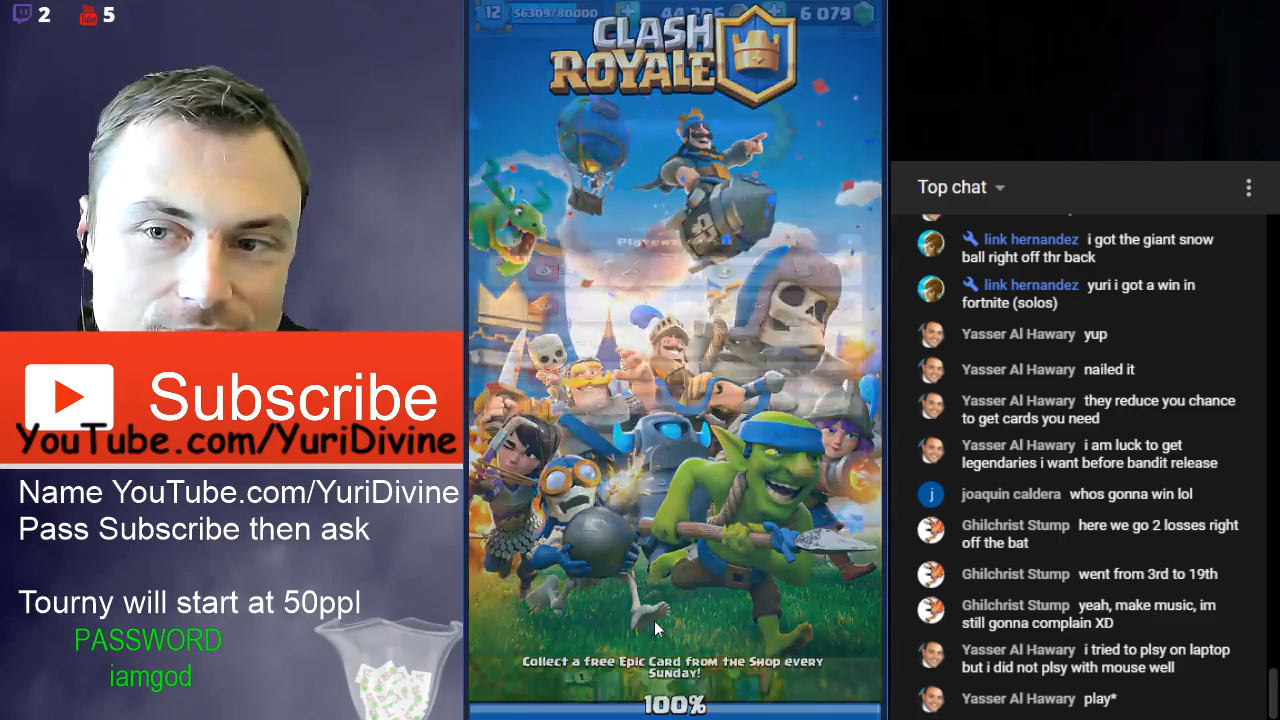 2
You Tube 5
12 56309/80000 44 206 6 079
CLASH
ROYALE
Subscribe
YouTube.com/YuriDivine
Name YouTube.com/YuriDivine
Pass Subscribe then ask
Tourny will start at 50ppl
PASSWORD
iamgod
Collect a free Epic Card from the Shop every
Sunday!
100%
Top chat
link hernandez i got the giant snow
ball right off thr back
link hernandez yuri i got a win in
fortnite (solos)
Yasser Al Hawary yup
Yasser Al Hawary nailed it
Yasser Al Hawary they reduce you chance
to get cards you need
Yasser Al Hawary i am luck to get
legendaries i want before bandit release
j joaquin caldera whos gonna win lol
Ghilchrist Stump here we go 2 losses right
off the bat
Ghilchrist Stump went from 3rd to 19th
Ghilchrist Stump yeah, make music, im
still gonna complain XD
Yasser Al Hawary i tried to plsy on laptop
but i did not plsy with mouse well
Yasser Al Hawary play*